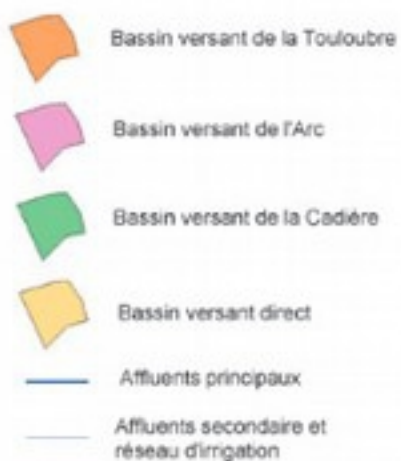 Bassin versant de la Touloubre
Bassin versant de l'Arc
Bassin versant de la Cadière
Bassin versant direct
Affluents principaux
Affluents secondaire et
réseau d'irrigation